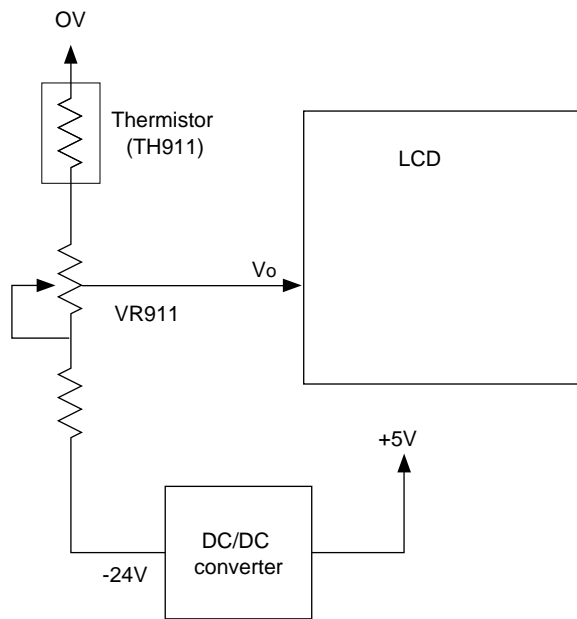 OV
Thermistor
(TH911)
LCD
Vo
VR911
+5V
DC/DC
converter
-24V